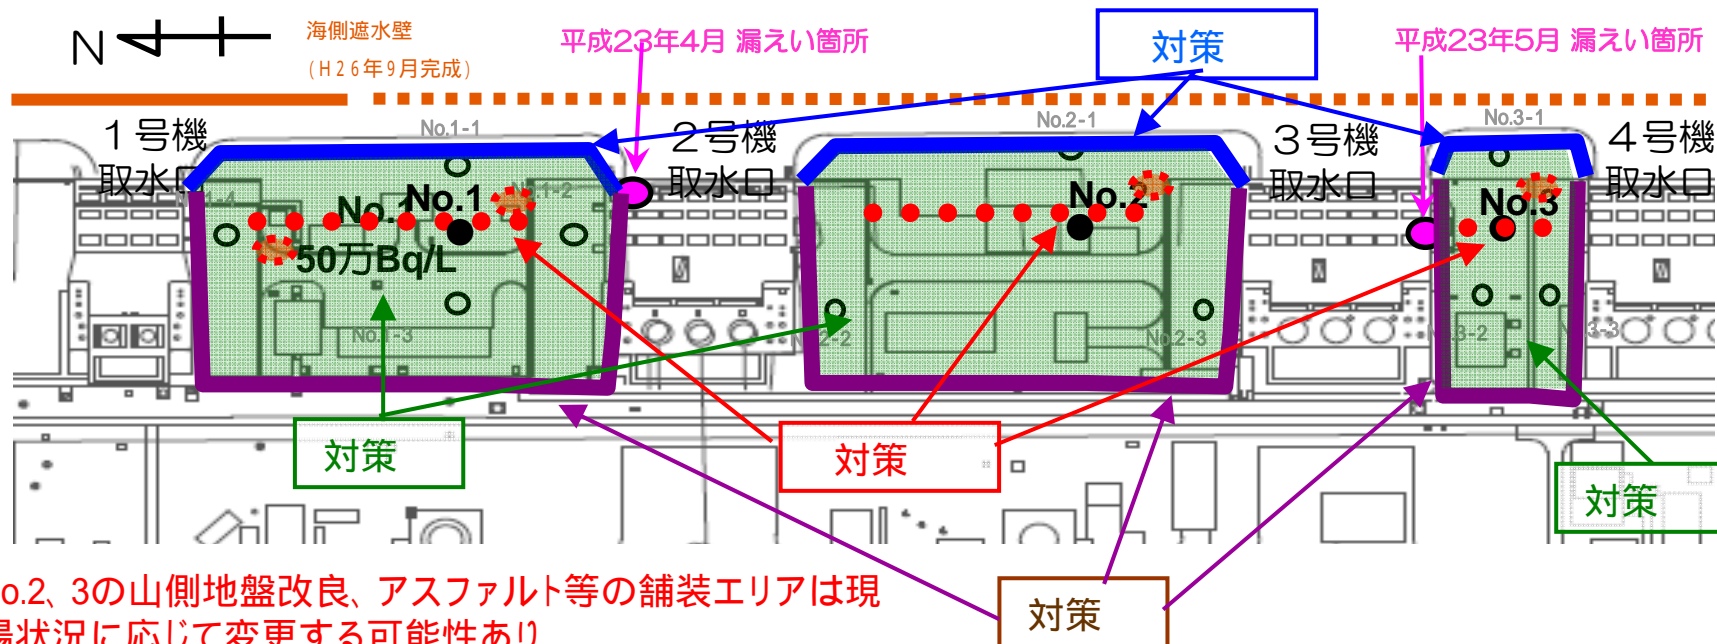 N
海側遮水壁
(H26年9月完成)
平成23年4月 漏えい箇所
対策
平成23年5月 漏えい箇所
1号機
取水口
No.1-1
2号機
取水口
No.2-1
3号機
取水口
No.3-1
4号機
取水口
No.1
No.1-2
No.2
No.3
50万Bq/L
No.1-3
No.2-3
対策
対策
対策
対策
o.2、3の山側地盤改良、アスファルト等の舗装エリアは現
場状況に応じて変更する可能性あり